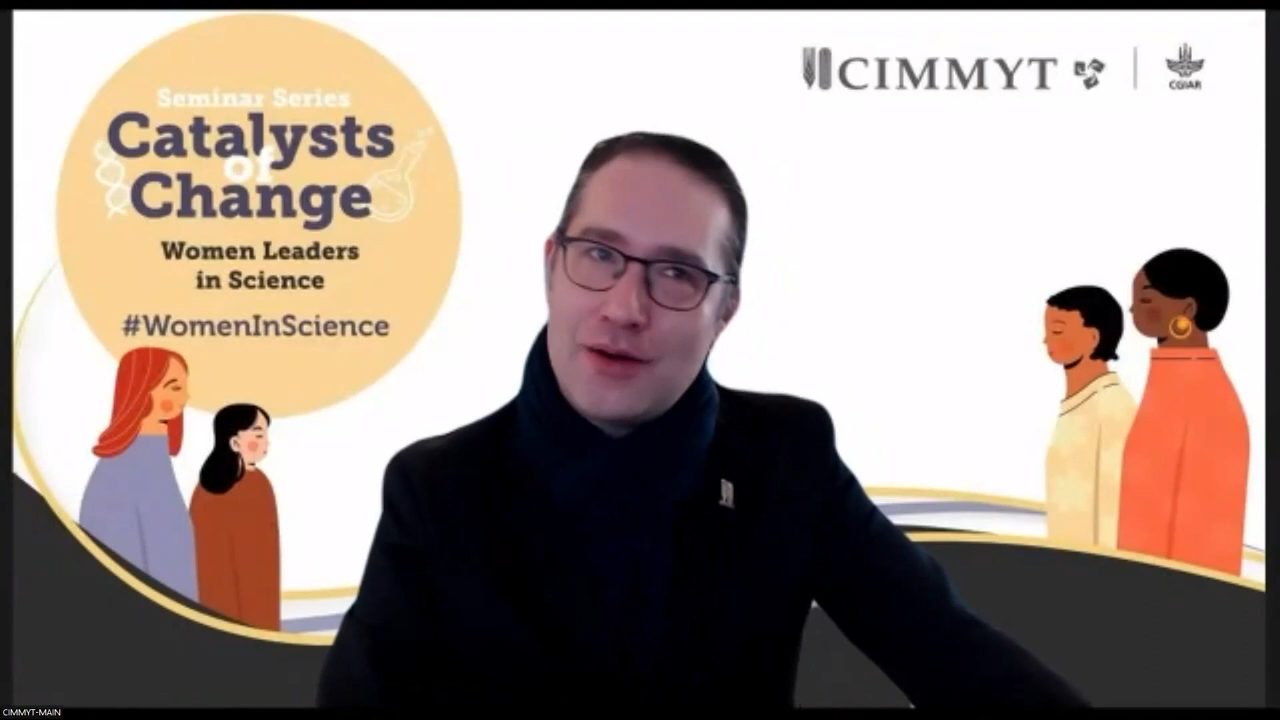 Seminar Series
Catalysts
of
Change
Women Leaders
in Science
#WomenInScience
CIMMYT
CGIAR
CIMMYT-MAIN